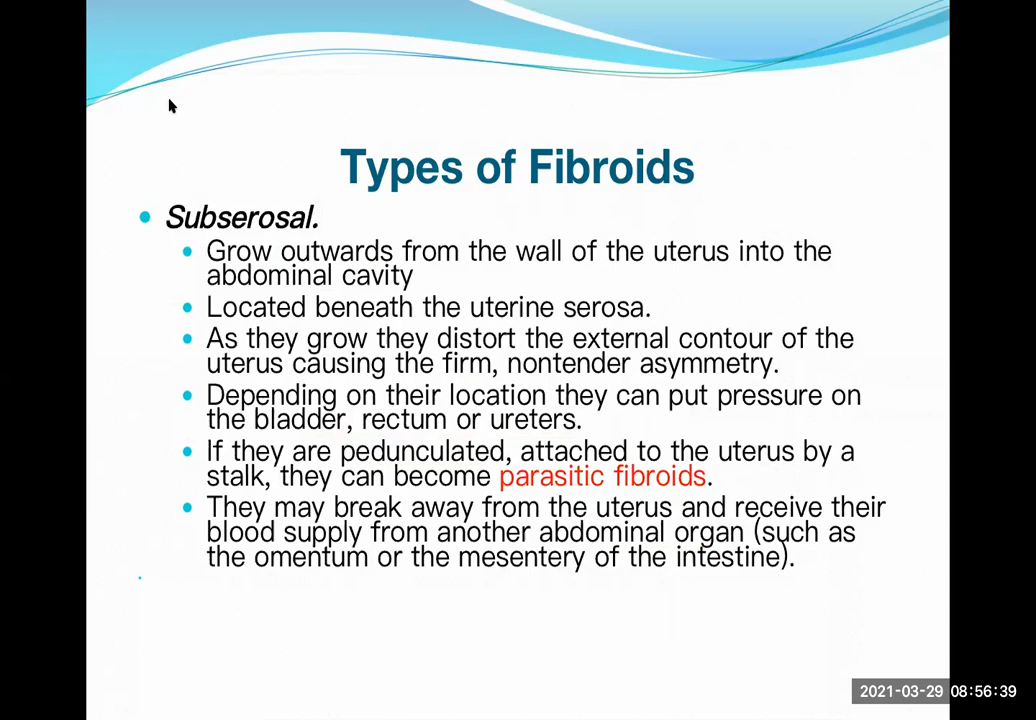 Types of Fibroids
• Subserosal.
• Grow outwards from the wall of the uterus into the
abdominal cavity
• Located beneath the uterine serosa.
• As they grow they distort the external contour of the
uterus causing the firm, nontender asymmetry.
• Depending on their location they can put pressure on
the bladder, rectum or ureters.
• If they are pedunculated, attached to the uterus by a
stalk, they can become parasitic fibroids.
• They may break away from the uterus and receive their
blood supply from another abdominal organ (such as
the omentum or the mesentery of the intestine).
2021-03-29 08:56:39